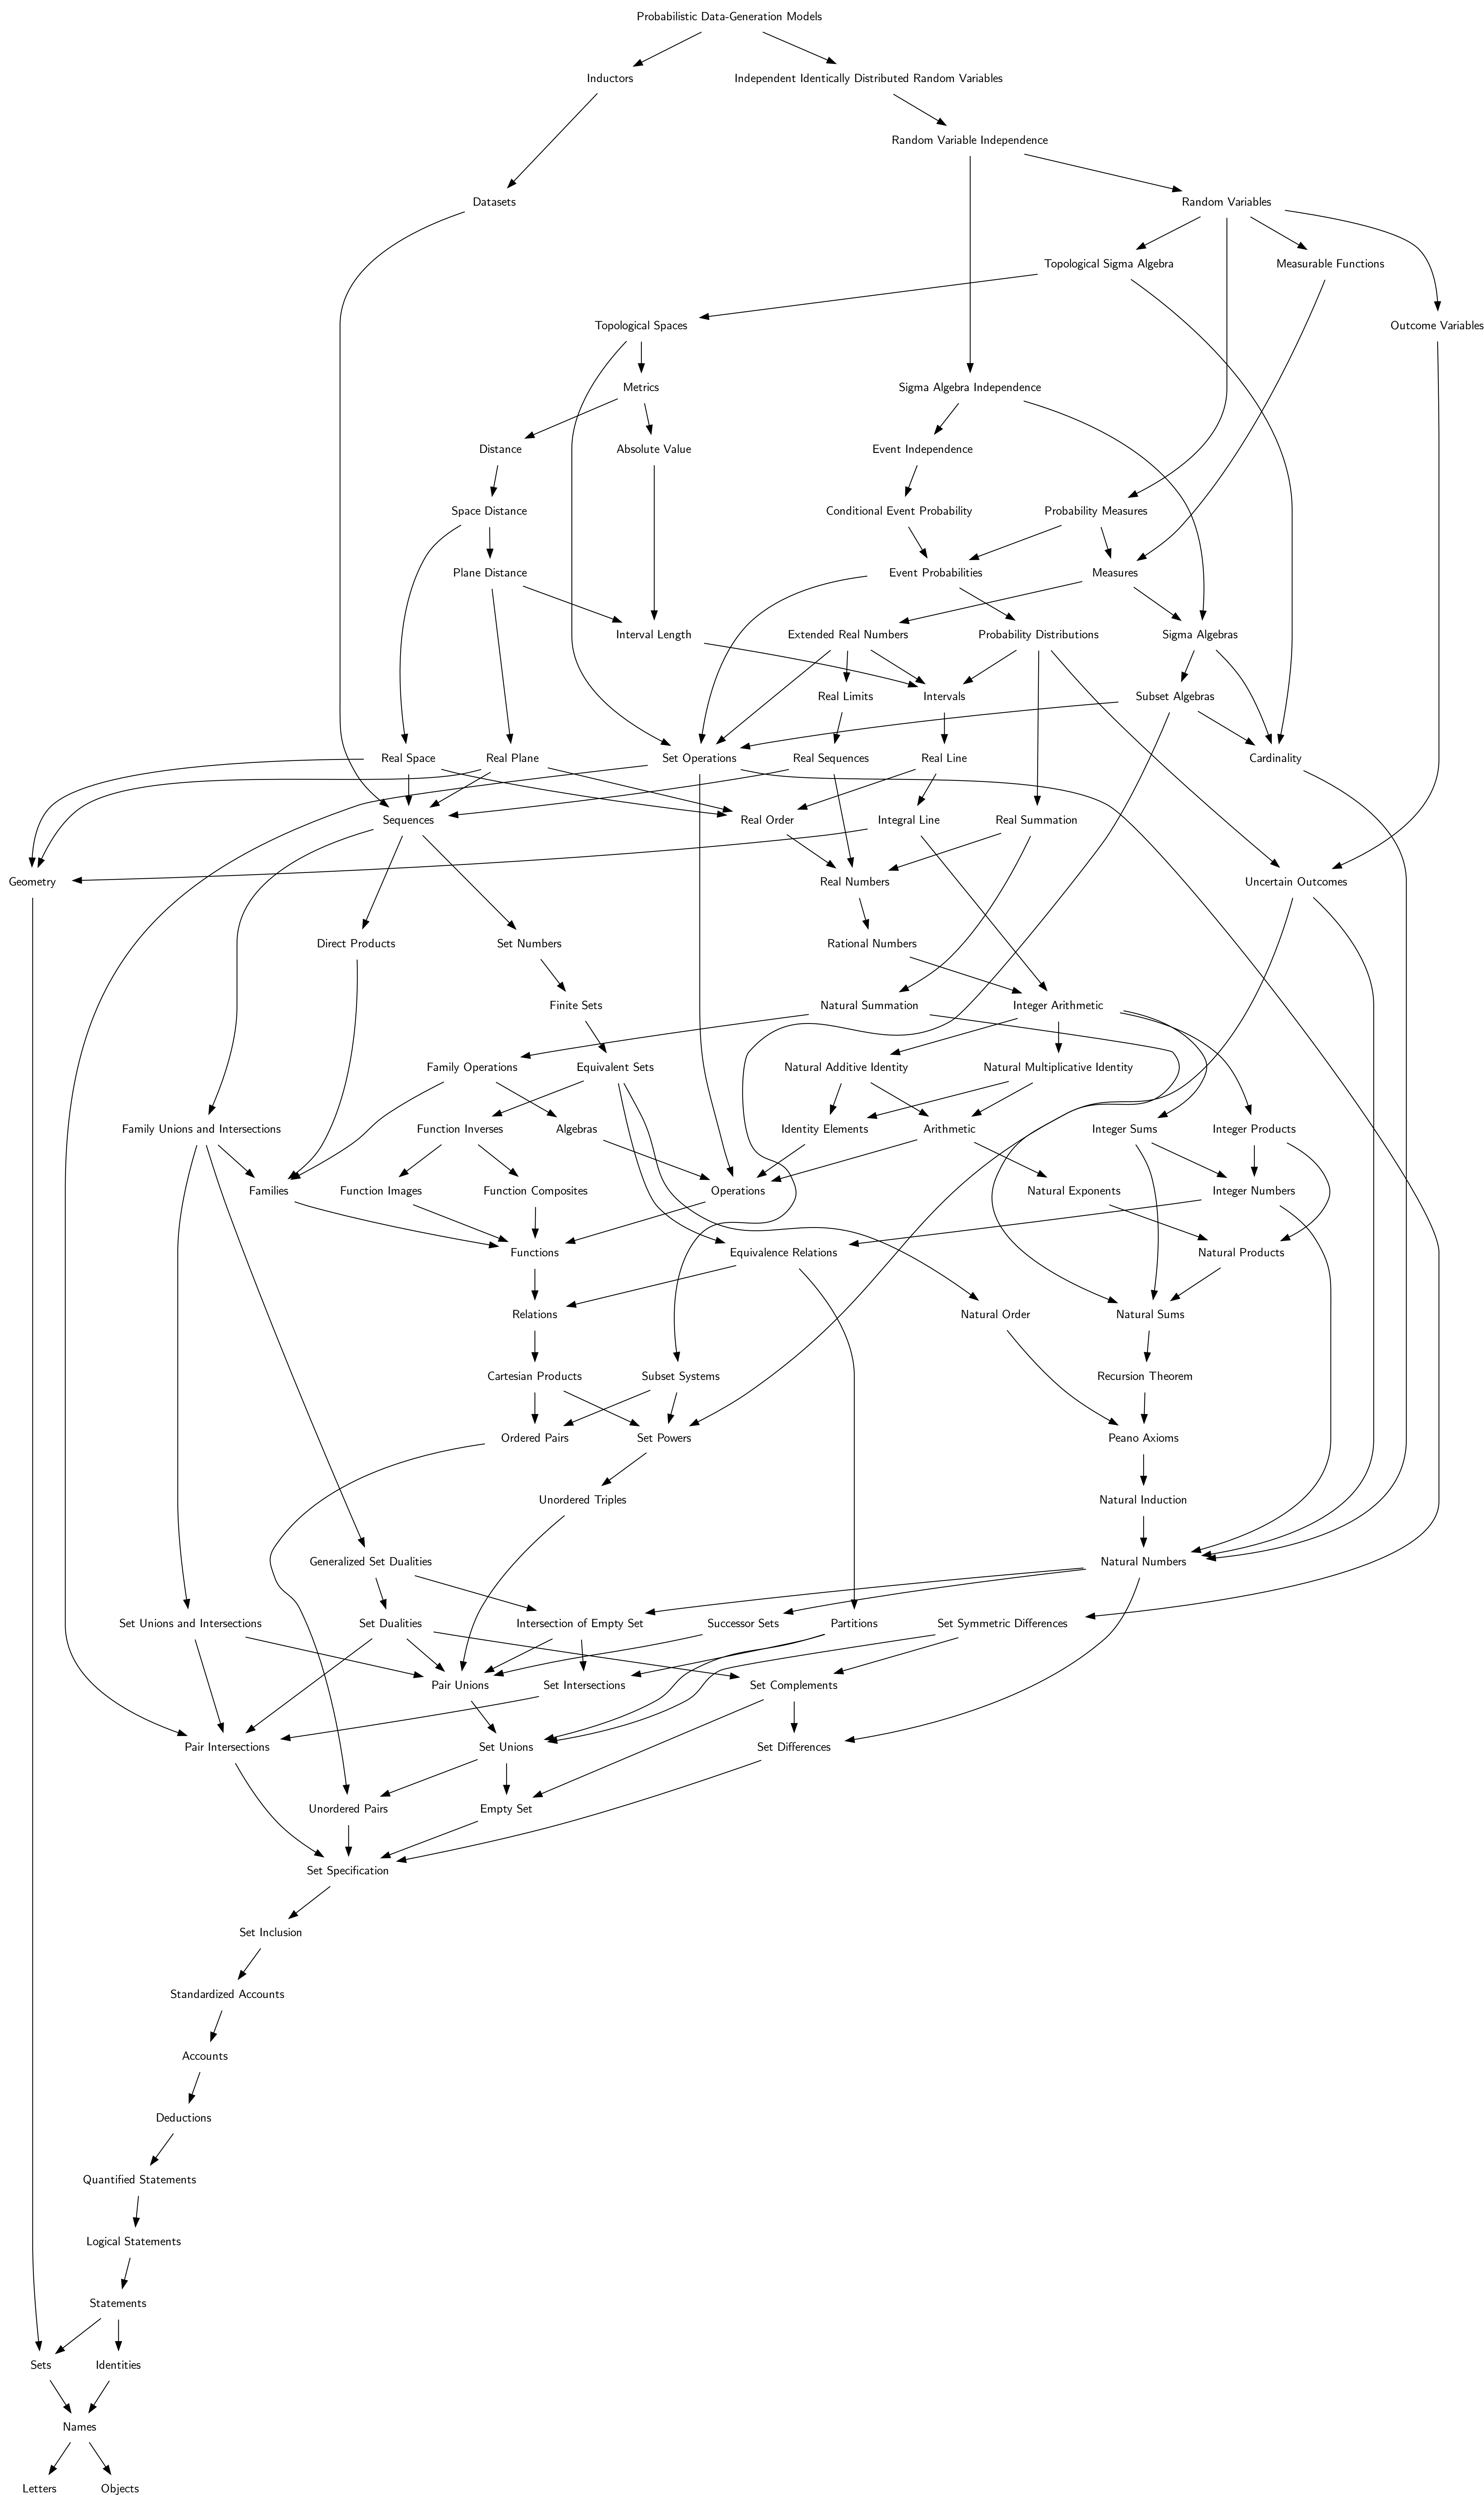 Probabilistic Data-Generation Models
Inductors
Independent Identically Distributed Random Variables
Random Variable Independence
Datasets
Random Variables
Topological Sigma Algebra
Measurable Functions
Topological Spaces
Outcome Variables
Metrics
Sigma Algebra Independence
Distance
Absolute Value
Event Independence
Space Distance
Conditional Event Probability
Probability Measures
Plane Distance
Event Probabilities
Measures
Interval Length
Extended Real Numbers
Probability Distributions
Sigma Algebras
Real Limits
Intervals
Subset Algebras
Real Space
Real Plane
Set Operations
Real Sequences
Real Line
Cardinality
Sequences
Real Order
Integral Line
Real Summation
Geometry
Real Numbers
Uncertain Outcomes
Direct Products
Set Numbers
Rational Numbers
Finite Sets
Natural Summation
Integer Arithmetic
Family Operations
Equivalent Sets
Natural Additive Identity
Natural Multiplicative Identity
Family Unions and Intersections
Function Inverses
Algebras
Identity Elements
Arithmetic
Integer Sums
Integer Products
Families
Function Images
Function Composites
Operations
Natural Exponents
Integer Numbers
Functions
Equivalence Relations
Natural Products
Relations
Natural Order
Natural Sums
Cartesian Products
Subset Systems
Recursion Theorem
Ordered Pairs
Set Powers
Peano Axioms
Unordered Triples
Natural Induction
Generalized Set Dualities
Natural Numbers
Set Unions and Intersections
Set Dualities
Intersection of Empty Set
Successor Sets
Partitions
Set Symmetric Differences
Pair Unions
Set Intersections
Set Complements
Pair Intersections
Set Unions
Set Differences
Unordered Pairs
Empty Set
Set Specification
Set Inclusion
Standardized Accounts
Accounts
Deductions
Quantified Statements
Logical Statements
Statements
Sets
Identities
Names
Letters
Objects